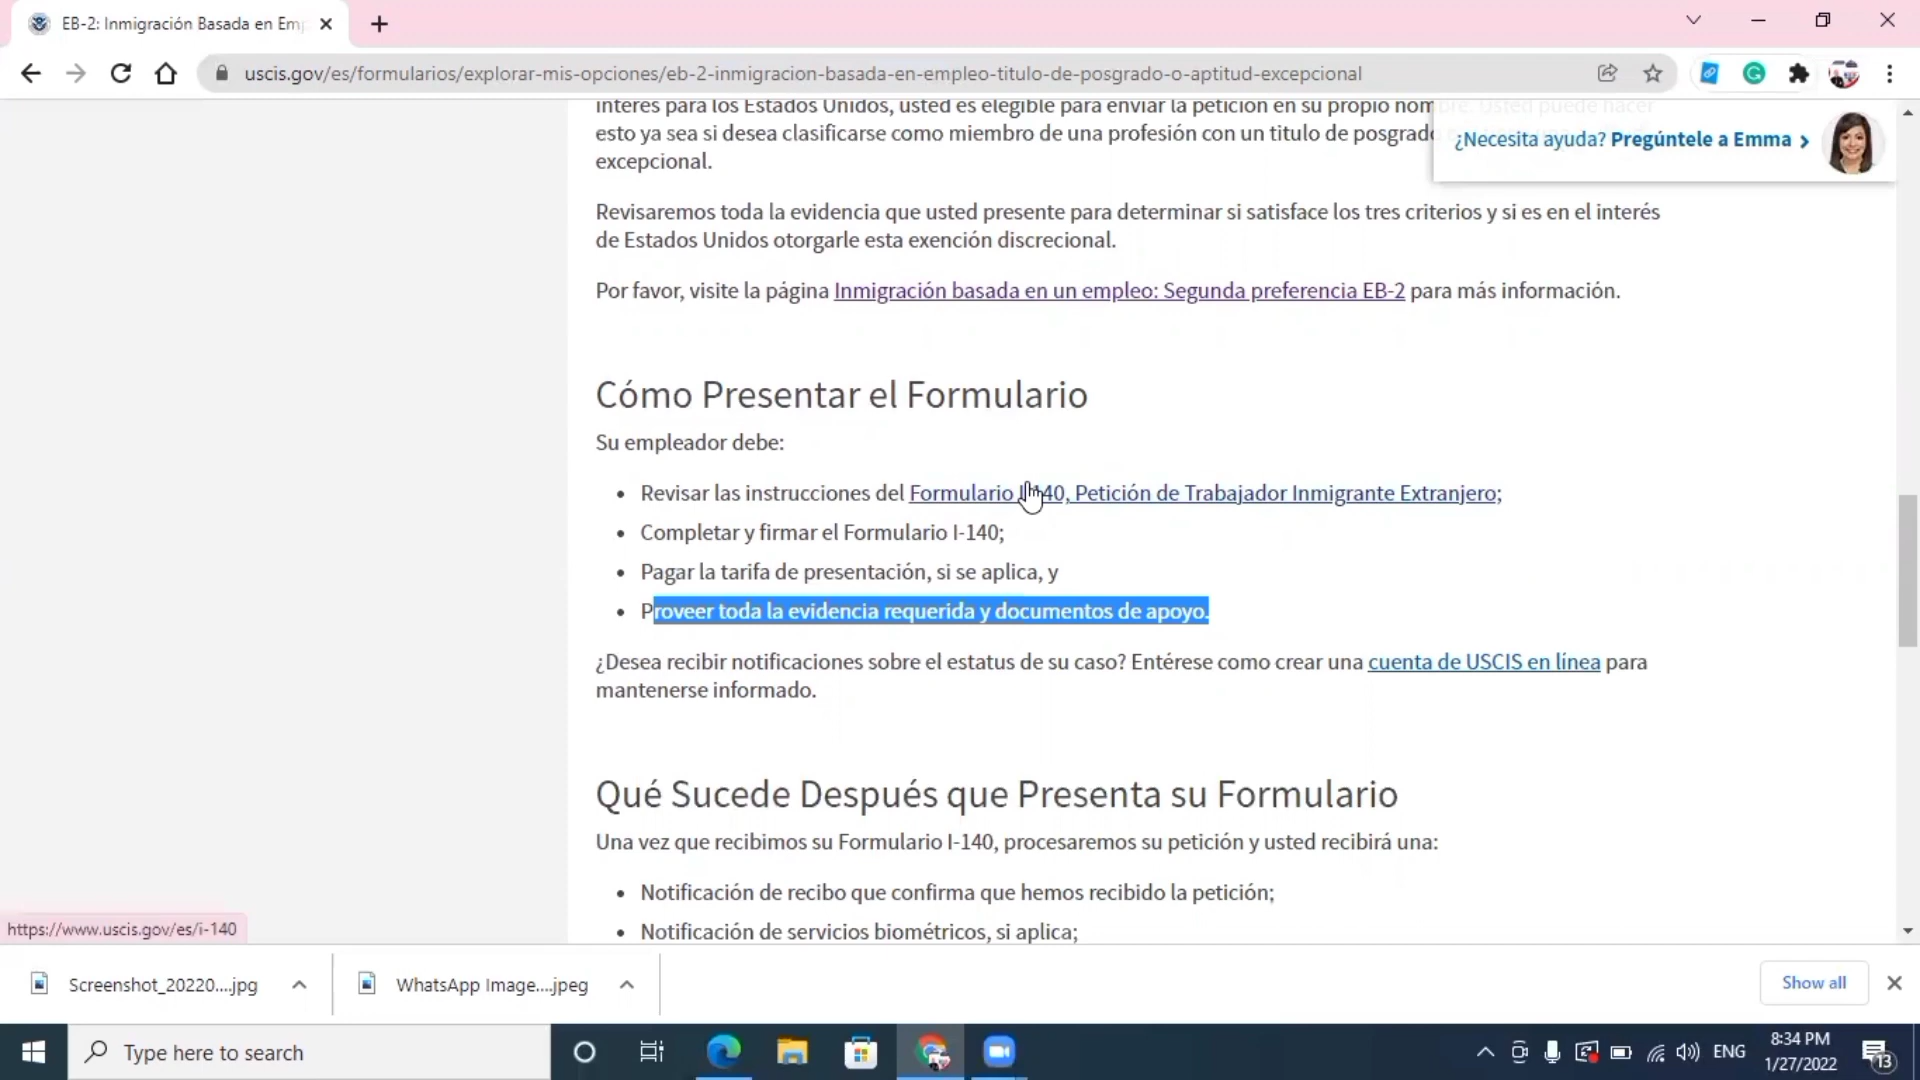 EB-2: Inmigración Basada en Emp
uscis.gov/es/formularios/explorar-mis-opciones/eb-2-inmigracion-basada-en-empleo-titulo-de-posgrado-o-aptitud-excepcional
interés para los Estados Unidos, usted es elegible para enviar la petición en su propio nombre. Usted puede hacer
esto ya sea si desea clasificarse como miembro de una profesión con un titulo de posgrado
excepcional.
¿Necesita ayuda? Pregúntele a Emma
Revisaremos toda la evidencia que usted presente para determinar si satisface los tres criterios y si es en el interés
de Estados Unidos otorgarle esta exención discrecional.
Por favor, visite la página Inmigración basada en un empleo: Segunda preferencia EB-2 para más información.
Cómo Presentar el Formulario
Su empleador debe:
• Revisar las instrucciones del Formulario I-140, Petición de Trabajador Inmigrante Extranjero;
• Completar y firmar el Formulario I-140;
• Pagar la tarifa de presentación, si se aplica, y
• Proveer toda la evidencia requerida y documentos de apoyo.
¿Desea recibir notificaciones sobre el estatus de su caso? Entérese como crear una cuenta de USCIS en línea para
mantenerse informado.
Qué Sucede Después que Presenta su Formulario
Una vez que recibimos su Formulario I-140, procesaremos su petición y usted recibirá una:
• Notificación de recibo que confirma que hemos recibido la petición;
• Notificación de servicios biométricos, si aplica;
https://www.uscis.gov/es/i-140
Screenshot_20220....jpg
WhatsApp Image....jpeg
Show all
Type here to search
ENG
8:34 PM
1/27/2022
13